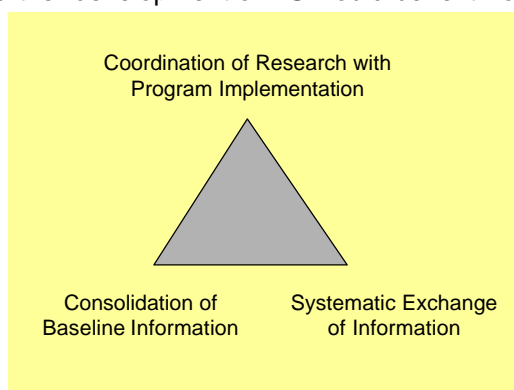 Coordination of Research with
Program Implementation
Consolidation of
Baseline Information
Systematic Exchange
of Information